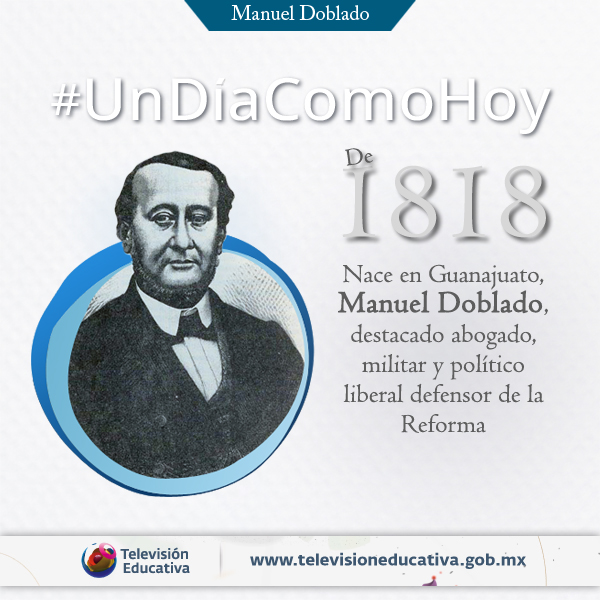 Manuel Doblado
#UnDiaComoHoy
De
1818
Nace en Guanajuato,
Manuel Doblado,
destacado abogado,
militar y político
liberal defensor de la
Reforma
Televisión
Educativa
www.televisioneducativa.gob.mx